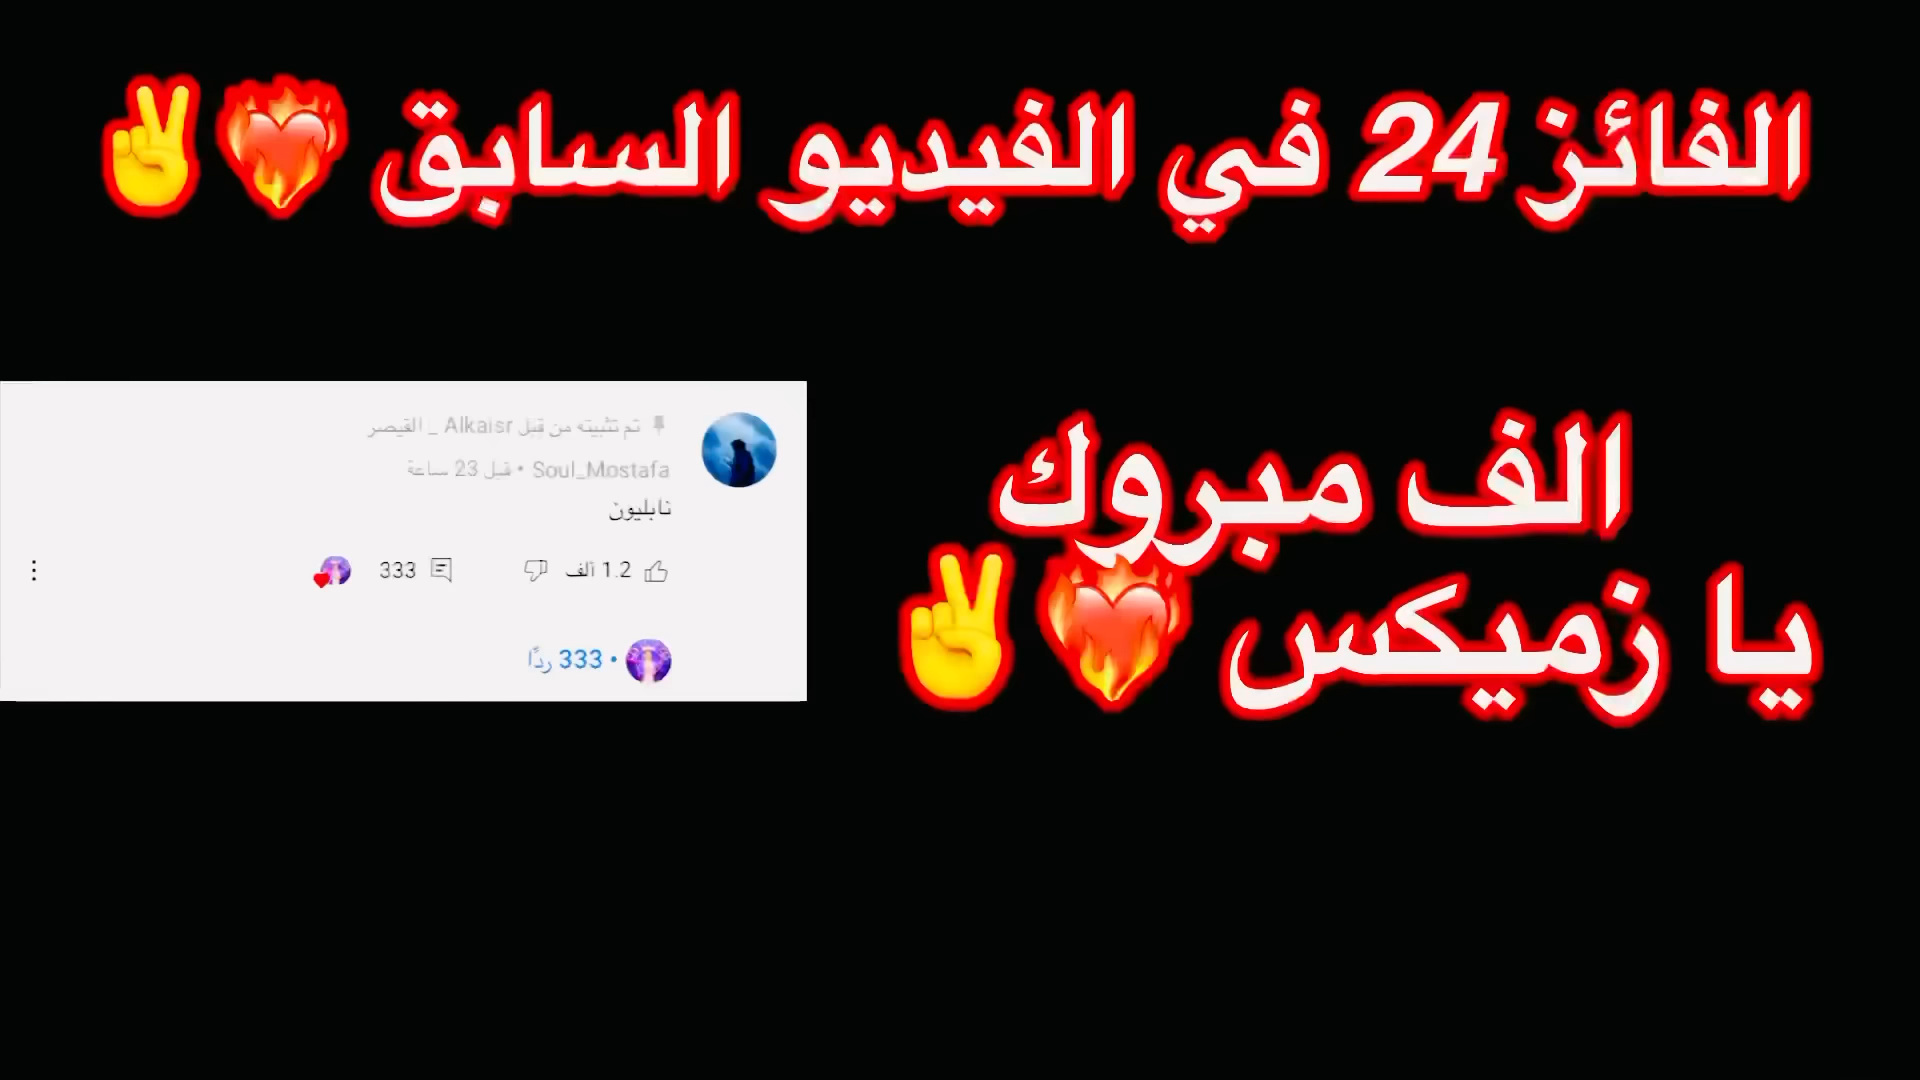 الفائز 24 في الفيديو السابق ❤️‍🔥✌️
تم تثبيته من قبل Alkaisr _ القيصر
Soul_Mostafa • قبل 23 ساعة
نابليون
1.2 ألف 333
• 333 ردًا
الف مبروك
يا زميكس ❤️‍🔥✌️